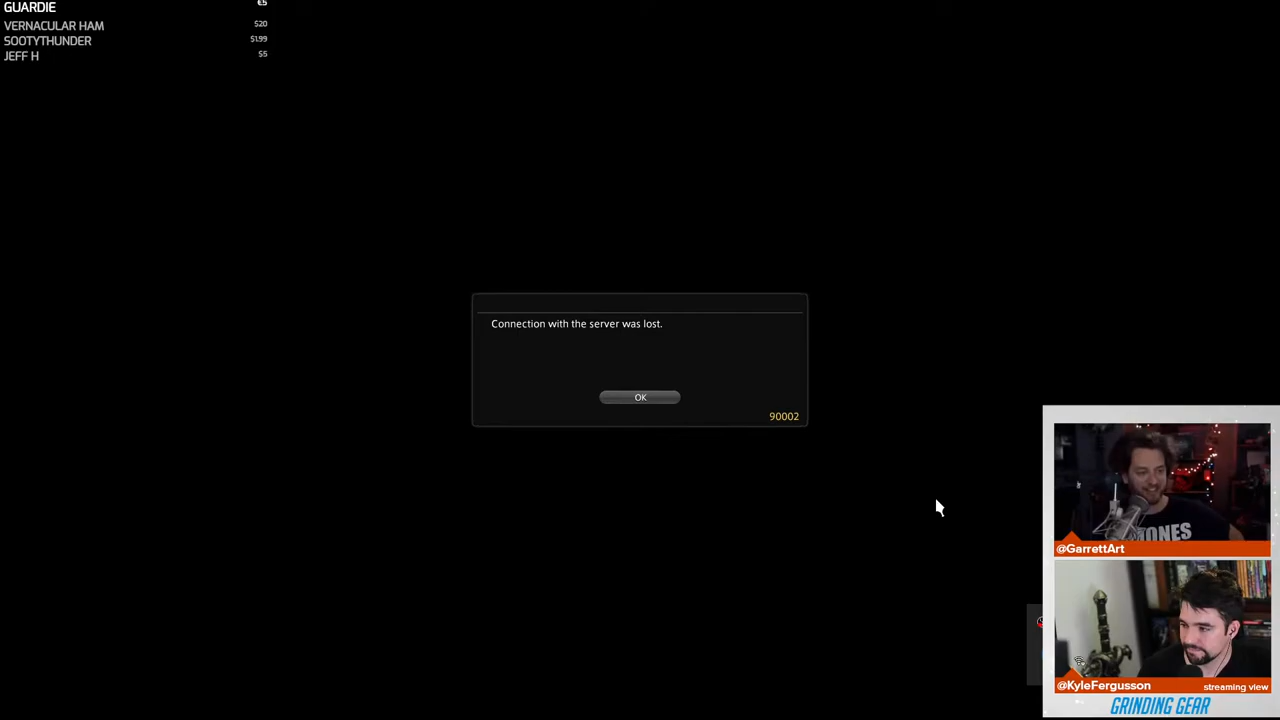 GUARDIE €5
VERNACULAR HAM $20
SOOTYTHUNDER $1.99
JEFF H $5
Connection with the server was lost.
OK
90002
@GarrettArt
@KyleFergusson streaming view
GRINDING GEAR